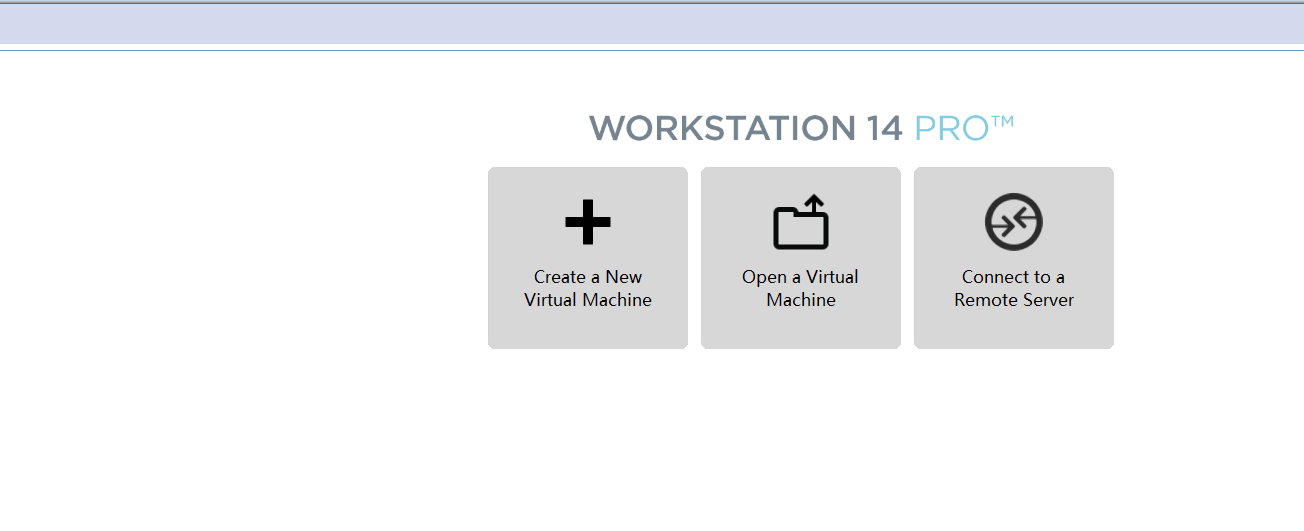 WORKSTATION 14 PRO™
Create a New
Virtual Machine
Open a Virtual
Machine
Connect to a
Remote Server